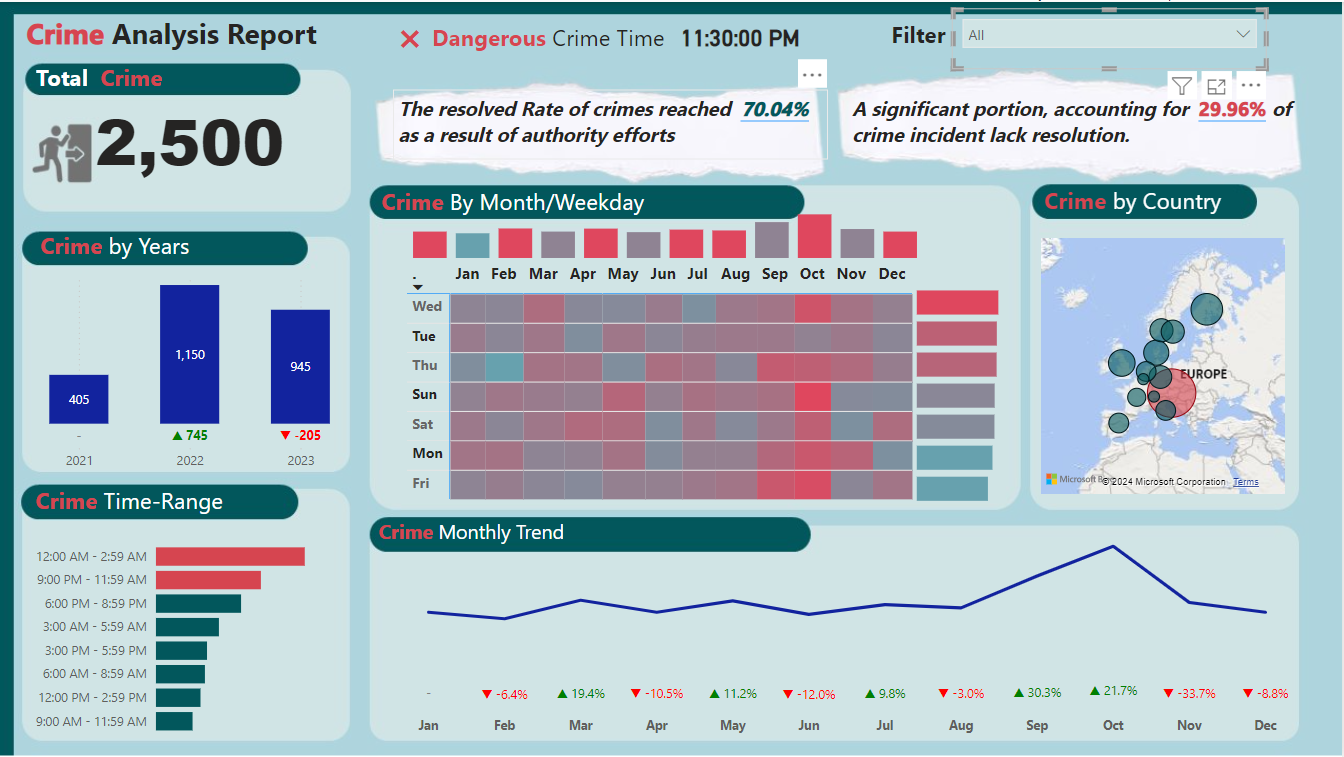 Crime Analysis Report
Dangerous Crime Time 11:30:00 PM
Filter
All
Total Crime
2,500
The resolved Rate of crimes reached 70.04%
as a result of authority efforts
A significant portion, accounting for 29.96% of
crime incident lack resolution.
Crime by Years
405
1,150
945
-
▲ 745
▼ -205
2021
2022
2023
Crime Time-Range
12:00 AM - 2:59 AM
9:00 PM - 11:59 AM
6:00 PM - 8:59 PM
3:00 AM - 5:59 AM
3:00 PM - 5:59 PM
6:00 AM - 8:59 AM
12:00 PM - 2:59 PM
9:00 AM - 11:59 AM
Crime By Month/Weekday
. Jan Feb Mar Apr May Jun Jul Aug Sep Oct Nov Dec
Wed
Tue
Thu
Sun
Sat
Mon
Fri
Crime by Country
EUROPE
Microsoft
© 2024 Microsoft Corporation Terms
Crime Monthly Trend
- ▼ -6.4% ▲ 19.4% ▼ -10.5% ▲ 11.2% ▼ -12.0% ▲ 9.8% ▼ -3.0% ▲ 30.3% ▲ 21.7% ▼ -33.7% ▼ -8.8%
Jan Feb Mar Apr May Jun Jul Aug Sep Oct Nov Dec